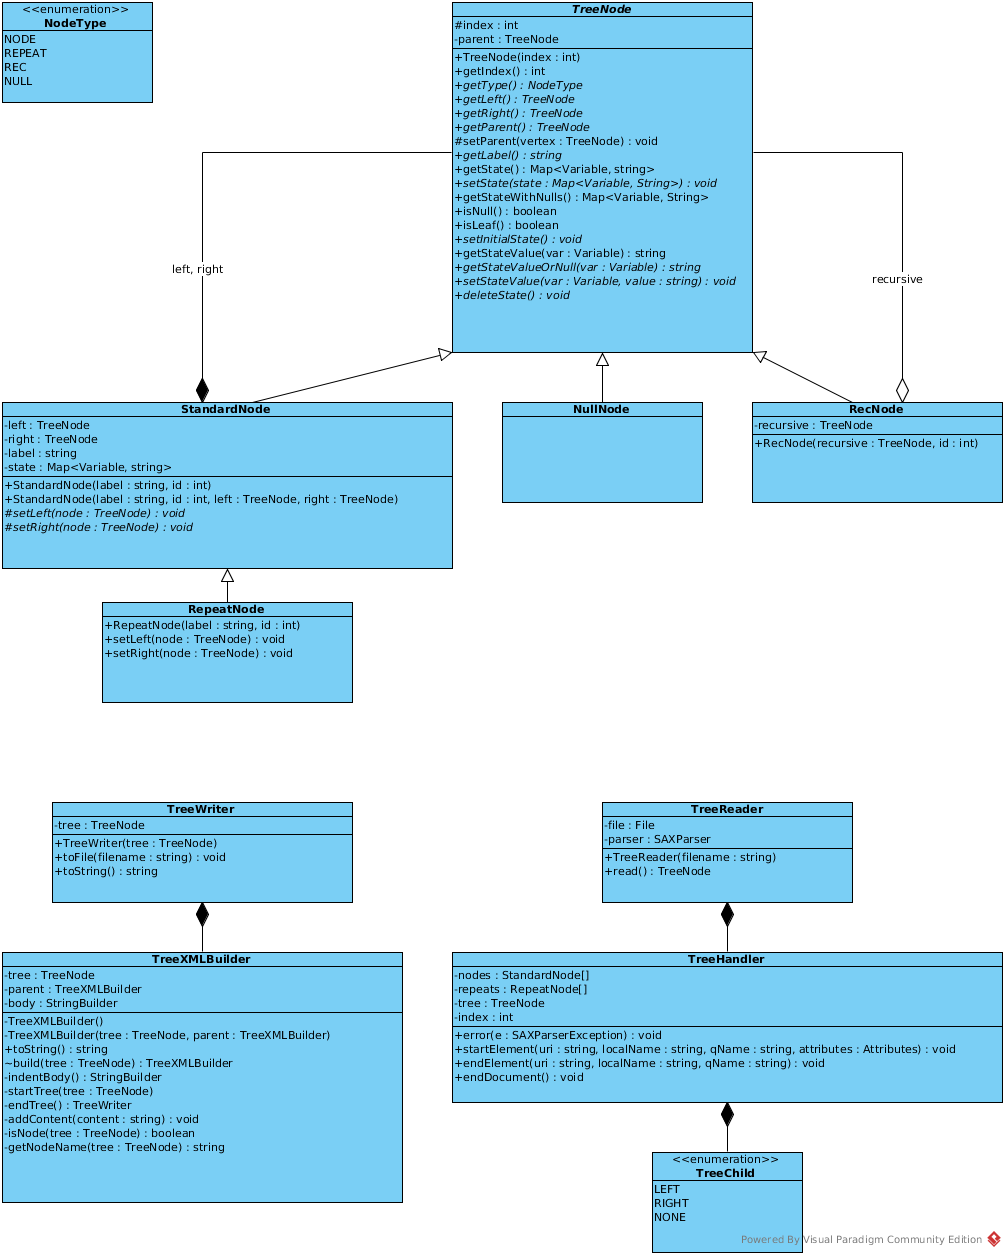 <<enumeration>>
NodeType
NODE
REPEAT
REC
NULL
TreeNode
#index : int
-parent : TreeNode
+TreeNode(index : int)
+getIndex() : int
+getType() : NodeType
+getLeft() : TreeNode
+getRight() : TreeNode
+getParent() : TreeNode
#setParent(vertex : TreeNode) : void
+getLabel() : string
+getState() : Map<Variable, string>
+setState(state : Map<Variable, String>) : void
+getStateWithNulls() : Map<Variable, String>
+isNull() : boolean
+isLeaf() : boolean
+setInitialState() : void
+getStateValue(var : Variable) : string
+getStateValueOrNull(var : Variable) : string
+setStateValue(var : Variable, value : string) : void
+deleteState() : void
left, right
recursive
StandardNode
-left : TreeNode
-right : TreeNode
-label : string
-state : Map<Variable, string>
+StandardNode(label : string, id : int)
+StandardNode(label : string, id : int, left : TreeNode, right : TreeNode)
#setLeft(node : TreeNode) : void
#setRight(node : TreeNode) : void
NullNode
RecNode
-recursive : TreeNode
+RecNode(recursive : TreeNode, id : int)
RepeatNode
+RepeatNode(label : string, id : int)
+setLeft(node : TreeNode) : void
+setRight(node : TreeNode) : void
TreeWriter
-tree : TreeNode
+TreeWriter(tree : TreeNode)
+toFile(filename : string) : void
+toString() : string
TreeReader
-file : File
-parser : SAXParser
+TreeReader(filename : string)
+read() : TreeNode
TreeXMLBuilder
-tree : TreeNode
-parent : TreeXMLBuilder
-body : StringBuilder
-TreeXMLBuilder()
-TreeXMLBuilder(tree : TreeNode, parent : TreeXMLBuilder)
+toString() : string
~build(tree : TreeNode) : TreeXMLBuilder
-indentBody() : StringBuilder
-startTree(tree : TreeNode)
-endTree() : TreeWriter
-addContent(content : string) : void
-isNode(tree : TreeNode) : boolean
-getNodeName(tree : TreeNode) : string
TreeHandler
-nodes : StandardNode[]
-repeats : RepeatNode[]
-tree : TreeNode
-index : int
+error(e : SAXParserException) : void
+startElement(uri : string, localName : string, qName : string, attributes : Attributes) : void
+endElement(uri : string, localName : string, qName : string) : void
+endDocument() : void
<<enumeration>>
TreeChild
LEFT
RIGHT
NONE
Powered By Visual Paradigm Community Edition